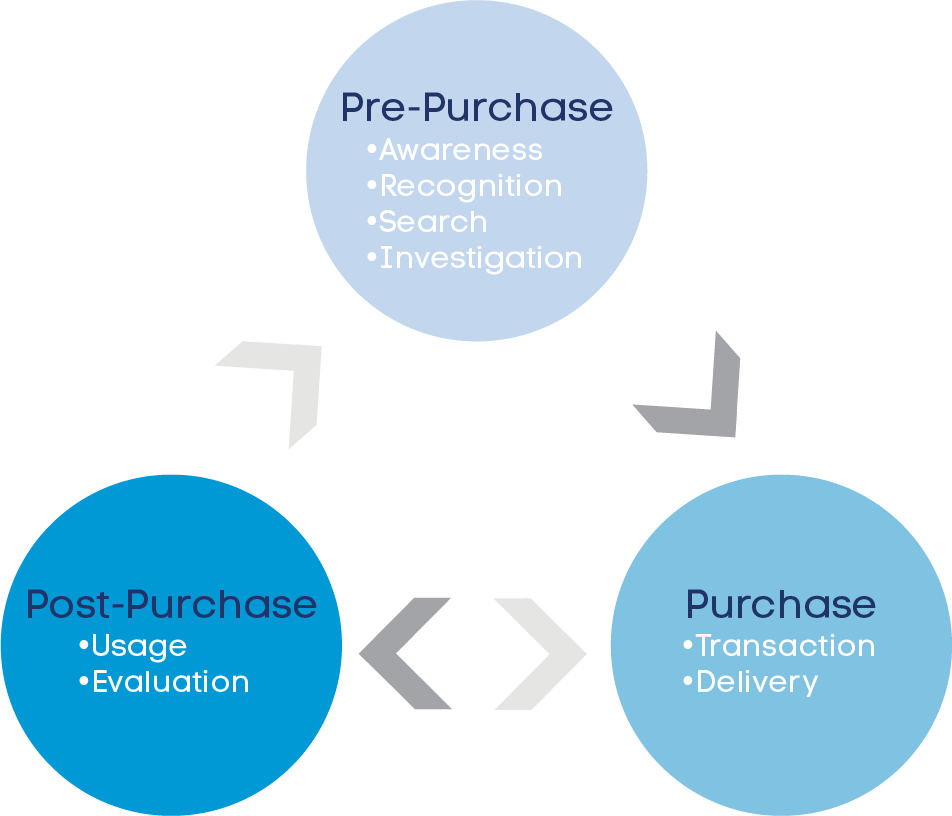 Pre-Purchase
•Awareness
•Recognition
•Search
•Investigation
Post-Purchase
•Usage
•Evaluation
Purchase
•Transaction
•Delivery